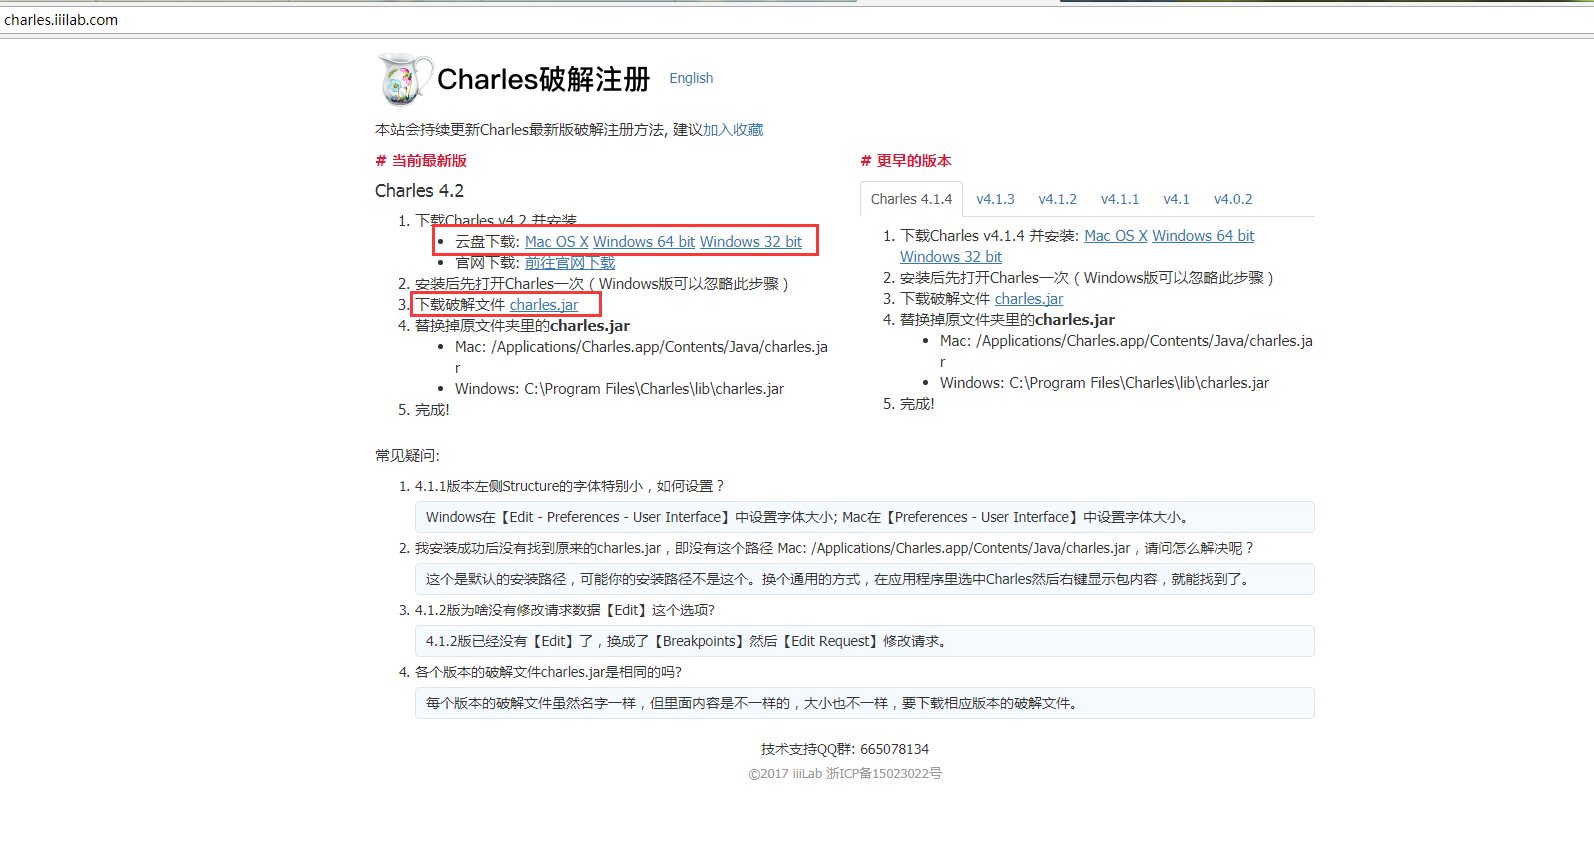 charles.iiilab.com
Charles破解注册 English
本站会持续更新Charles最新版破解注册方法, 建议加入收藏
# 当前最新版
Charles 4.2
1. 下载Charles v4.2 并安装
• 云盘下载: Mac OS X Windows 64 bit Windows 32 bit
• 官网下载: 前往官网下载
2. 安装后先打开Charles一次（Windows版可以忽略此步骤）
3. 下载破解文件 charles.jar
4. 替换掉原文件夹里的charles.jar
• Mac: /Applications/Charles.app/Contents/Java/charles.ja
r
• Windows: C:\Program Files\Charles\lib\charles.jar
5. 完成!
# 更早的版本
Charles 4.1.4 v4.1.3 v4.1.2 v4.1.1 v4.1 v4.0.2
1. 下载Charles v4.1.4 并安装: Mac OS X Windows 64 bit
Windows 32 bit
2. 安装后先打开Charles一次（Windows版可以忽略此步骤）
3. 下载破解文件 charles.jar
4. 替换掉原文件夹里的charles.jar
• Mac: /Applications/Charles.app/Contents/Java/charles.ja
r
• Windows: C:\Program Files\Charles\lib\charles.jar
5. 完成!
常见疑问:
1. 4.1.1版本左侧Structure的字体特别小，如何设置？
Windows在【Edit - Preferences - User Interface】中设置字体大小; Mac在【Preferences - User Interface】中设置字体大小。
2. 我安装成功后没有找到原来的charles.jar，即没有这个路径 Mac: /Applications/Charles.app/Contents/Java/charles.jar，请问怎么解决呢？
这个是默认的安装路径，可能你的安装路径不是这个。换个通用的方式，在应用程序里选中Charles然后右键显示包内容，就能找到了。
3. 4.1.2版为啥没有修改请求数据【Edit】这个选项?
4.1.2版已经没有【Edit】了，换成了【Breakpoints】然后【Edit Request】修改请求。
4. 各个版本的破解文件charles.jar是相同的吗?
每个版本的破解文件虽然名字一样，但里面内容是不一样的，大小也不一样，要下载相应版本的破解文件。
技术支持QQ群: 665078134
©2017 iiiLab 浙ICP备15023022号